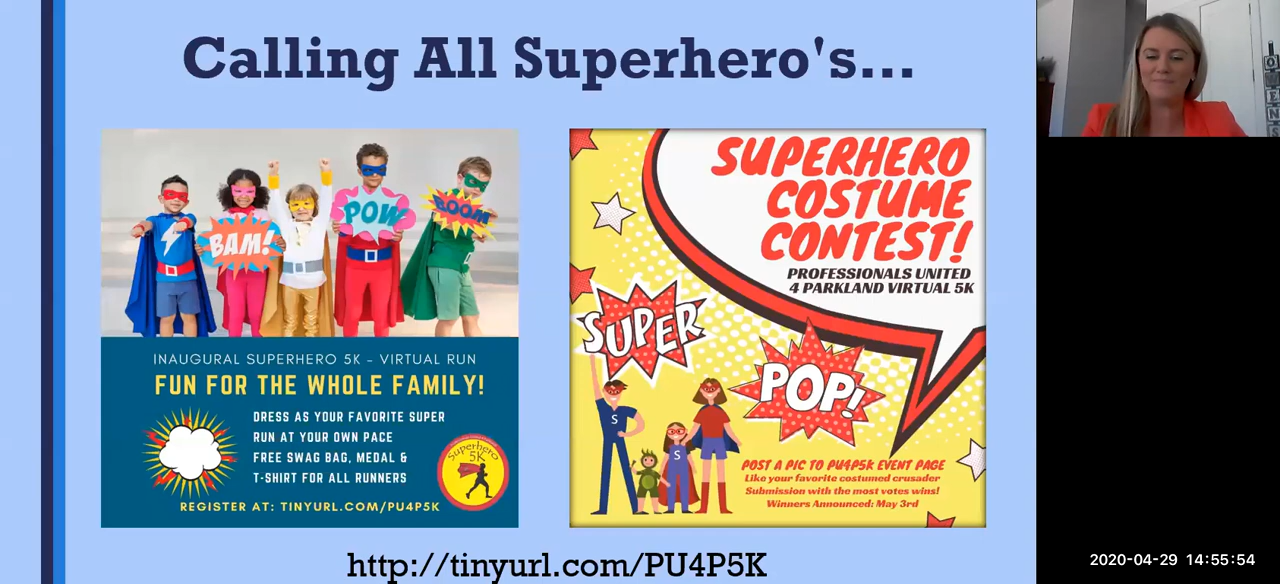 Calling All Superhero's...
BAM!
POW
BOOM
INAUGURAL SUPERHERO 5K - VIRTUAL RUN
FUN FOR THE WHOLE FAMILY!
DRESS AS YOUR FAVORITE SUPER
RUN AT YOUR OWN PACE
FREE SWAG BAG, MEDAL &
T-SHIRT FOR ALL RUNNERS
Superhero
5K
REGISTER AT: TINYURL.COM/PU4P5K
SUPERHERO
COSTUME
CONTEST!
PROFESSIONALS UNITED
4 PARKLAND VIRTUAL 5K
SUPER
POP!
S
S
POST A PIC TO PU4P5K EVENT PAGE
Like your favorite costumed crusader
Submission with the most votes wins!
Winners Announced: May 3rd
http://tinyurl.com/PU4P5K
2020-04-29 14:55:54